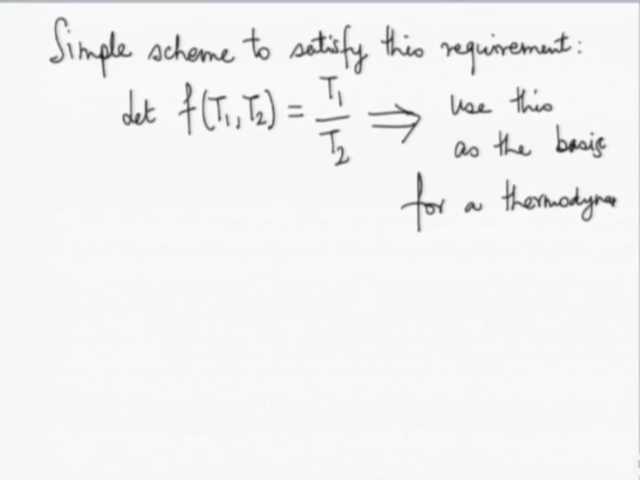 Simple scheme to satisfy this requirement:
Let f(T₁, T₂) = T₁/T₂ ⟹ use this
as the basis
for a thermodyna